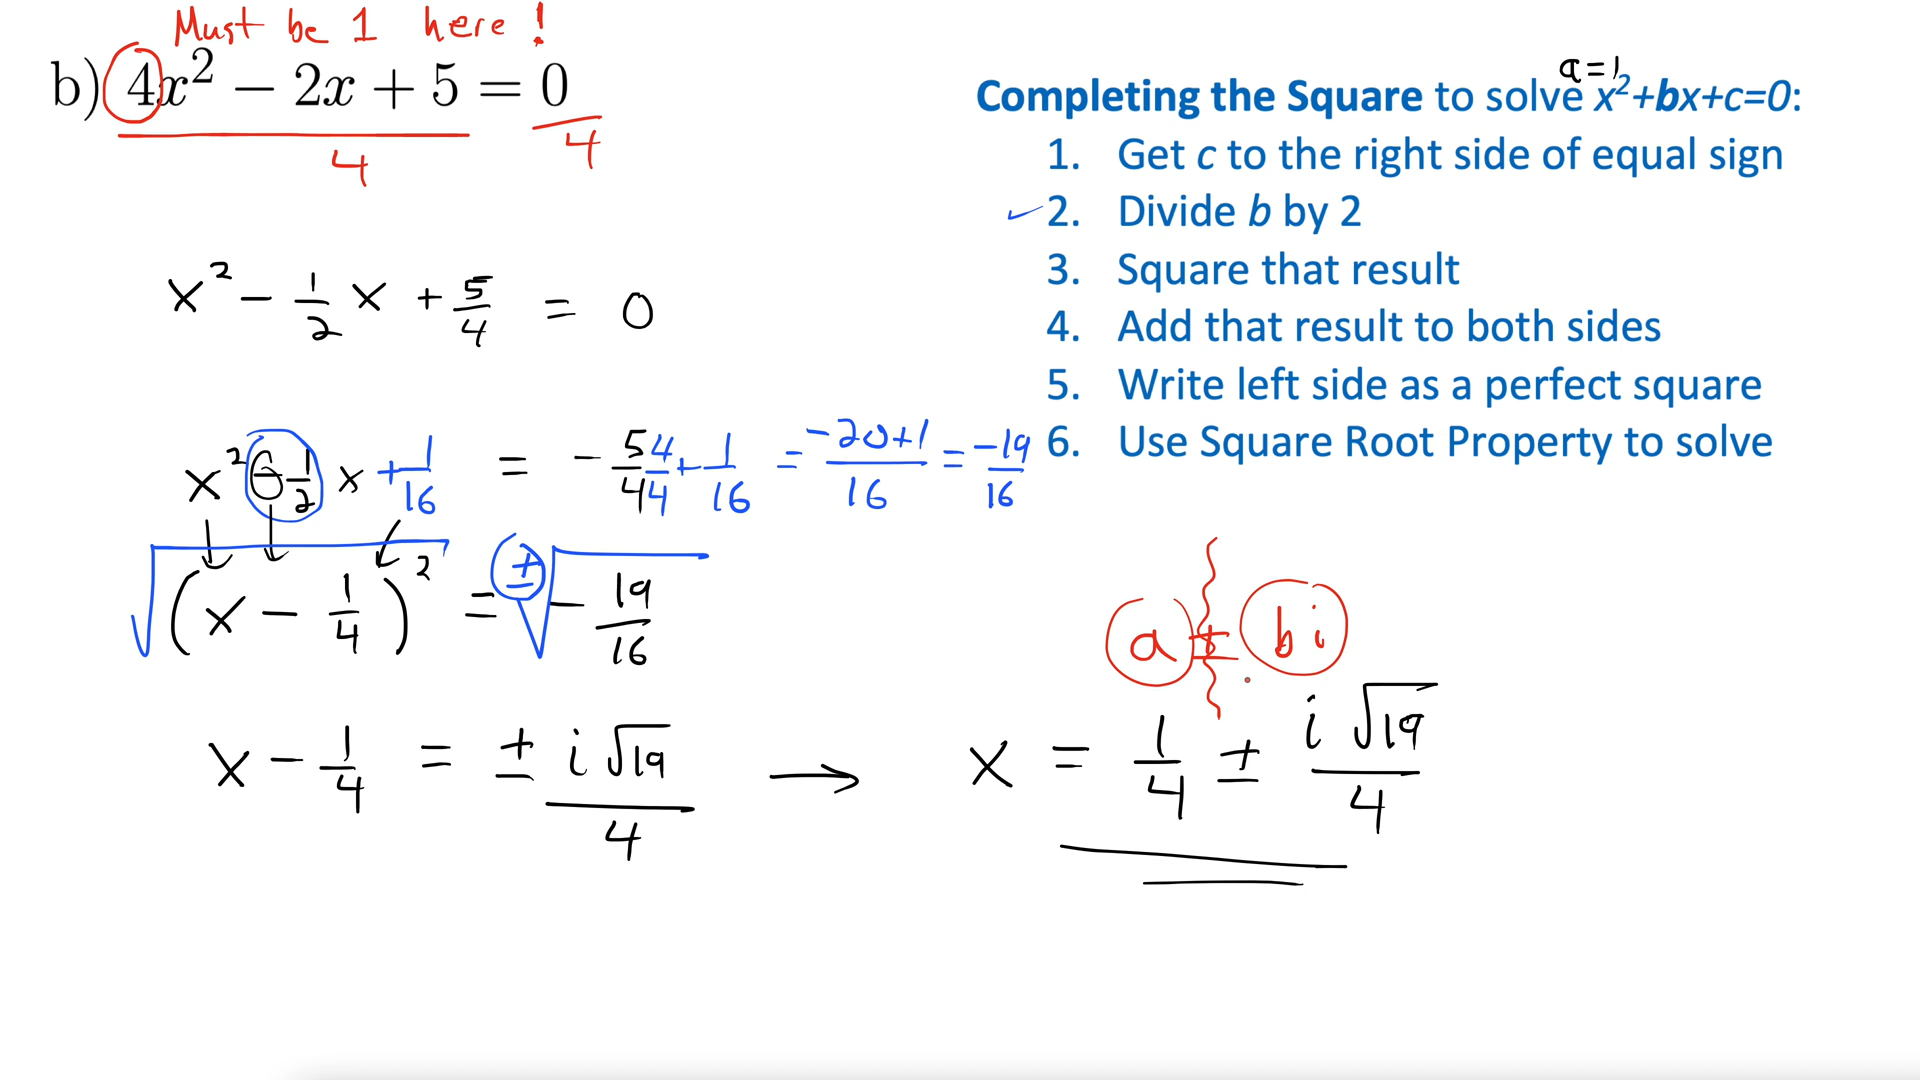 Must be 1 here!
b) 4x² − 2x + 5 = 0
4 4
x² − 1/2 x + 5/4 = 0
x² − 1/2 x + 1/16 = − 5/4 4/4 + 1/16 = −20+1/16 = −19/16
√(x − 1/4)² = ±√− 19/16
x − 1/4 = ± i√19/4 → x = 1/4 ± i√19/4
a=1
Completing the Square to solve x²+bx+c=0:
1. Get c to the right side of equal sign
✓2. Divide b by 2
3. Square that result
4. Add that result to both sides
5. Write left side as a perfect square
6. Use Square Root Property to solve
a ± bi